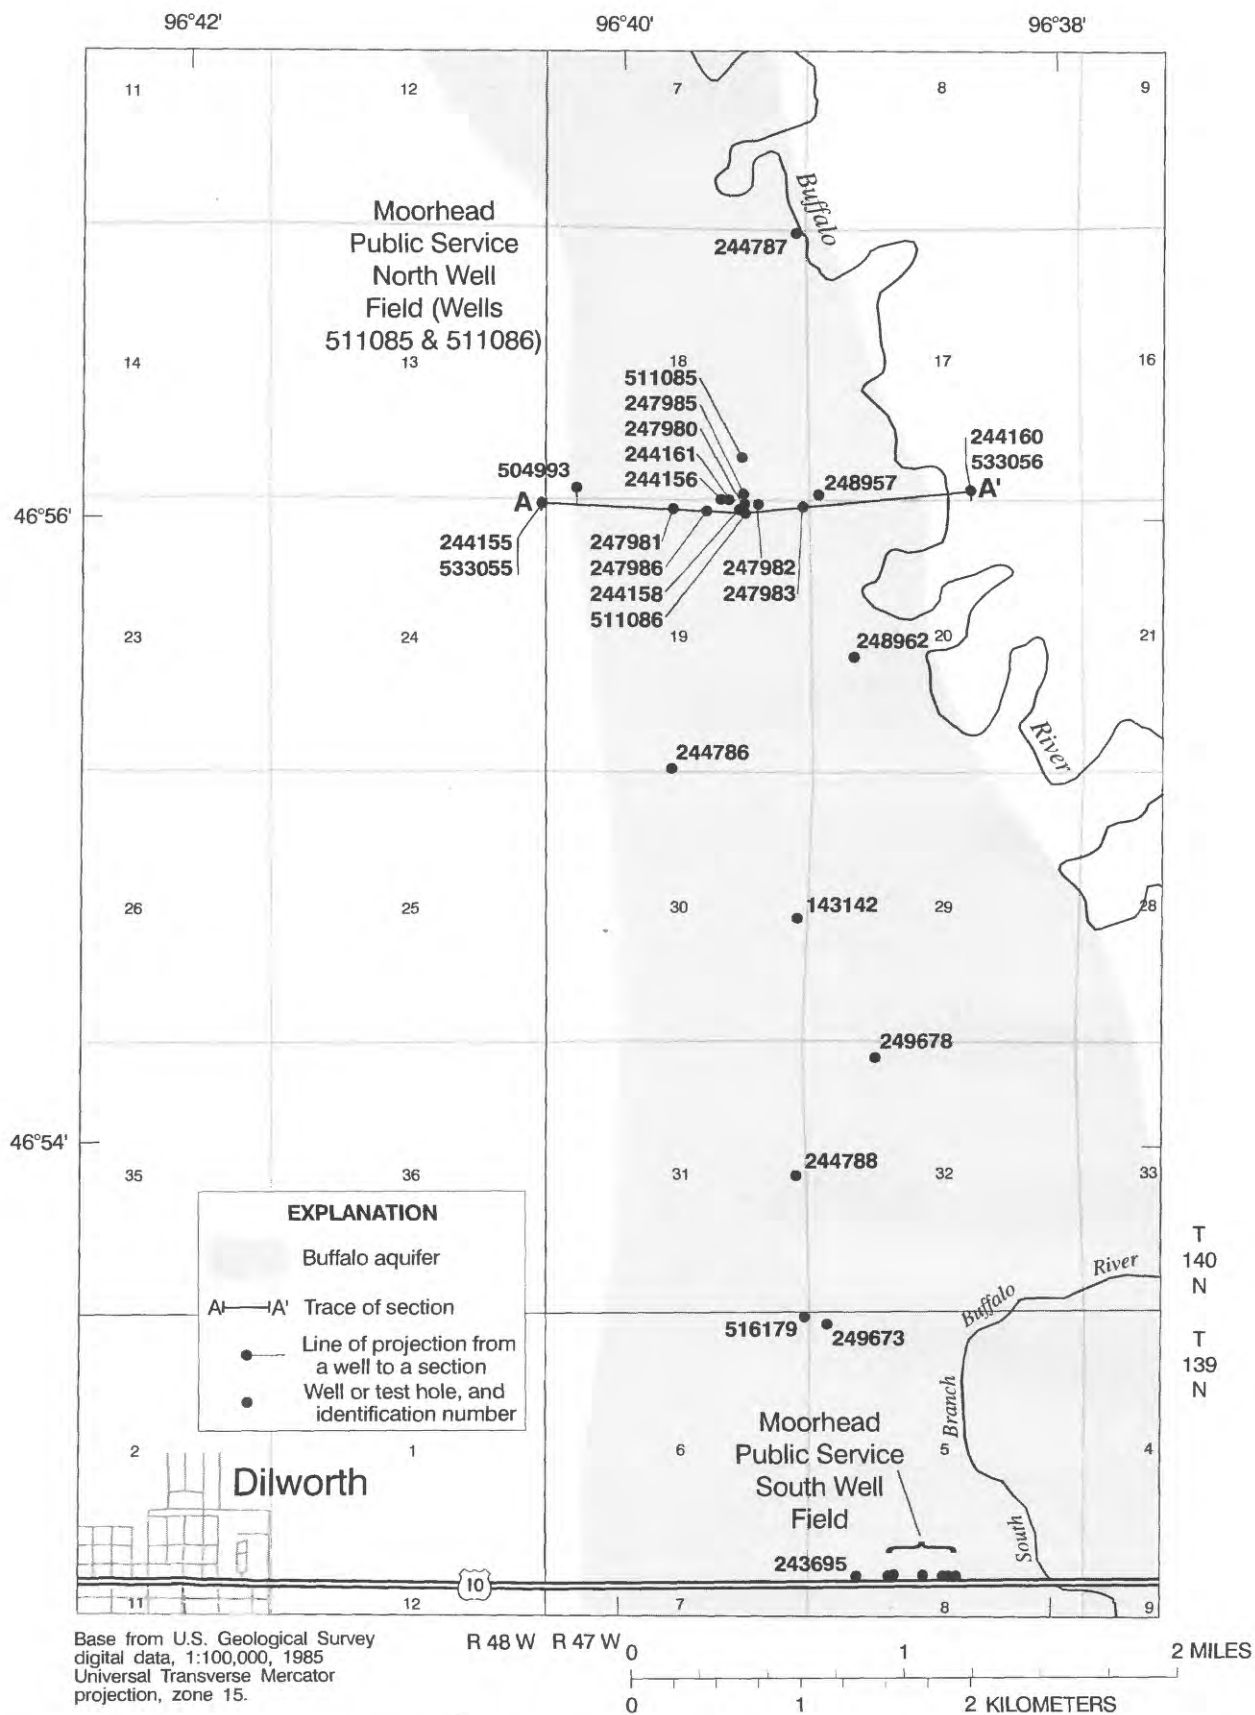 96°42'
96°40'
96°38'
11
12
7
8
9
Moorhead
Public Service
North Well
Field (Wells
511085 & 511086)
Buffalo
244787
14
13
18
17
16
511085
247985
247980
244161
244156
504993
248957
244160
533056
A
A'
46°56'
244155
533055
247981
247986
244158
511086
247982
247983
23
24
19
20
21
248962
244786
River
26
25
30
143142
29
28
249678
46°54'
35
36
31
244788
32
33
EXPLANATION
Buffalo aquifer
A A' Trace of section
Line of projection from
a well to a section
Well or test hole, and
identification number
T
140
N
River
Buffalo
516179
249673
T
139
N
Branch
2
1
6
5
4
Dilworth
Moorhead
Public Service
South Well
Field
South
243695
10
11
12
7
8
9
Base from U.S. Geological Survey
digital data, 1:100,000, 1985
Universal Transverse Mercator
projection, zone 15.
R 48 W R 47 W
0 1 2 MILES
0 1 2 KILOMETERS